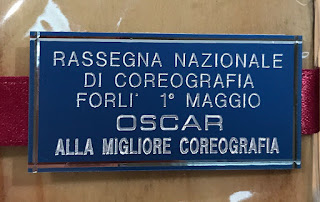 RASSEGNA NAZIONALE
DI COREOGRAFIA
FORLI' 1° MAGGIO
OSCAR
ALLA MIGLIORE COREOGRAFIA